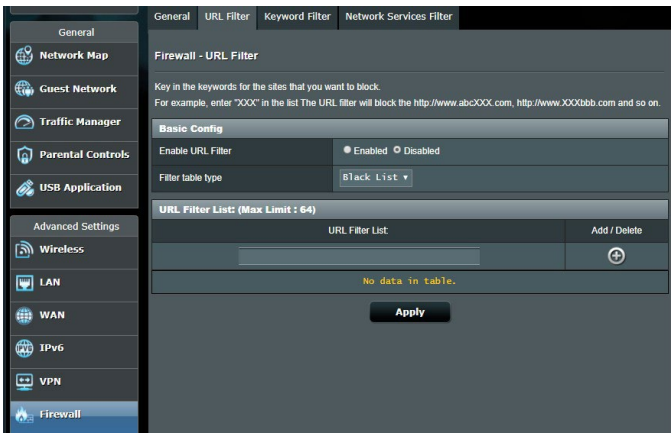 General
Network Map
Guest Network
Traffic Manager
Parental Controls
USB Application
Advanced Settings
Wireless
LAN
WAN
IPv6
VPN
Firewall
General URL Filter Keyword Filter Network Services Filter
Firewall - URL Filter
Key in the keywords for the sites that you want to block.
For example, enter "XXX" in the list The URL filter will block the http://www.abcXXX.com, http://www.XXXbbb.com and so on.
Basic Config
Enable URL Filter Enabled Disabled
Filter table type Black List
URL Filter List: (Max Limit : 64)
URL Filter List Add / Delete
No data in table.
Apply